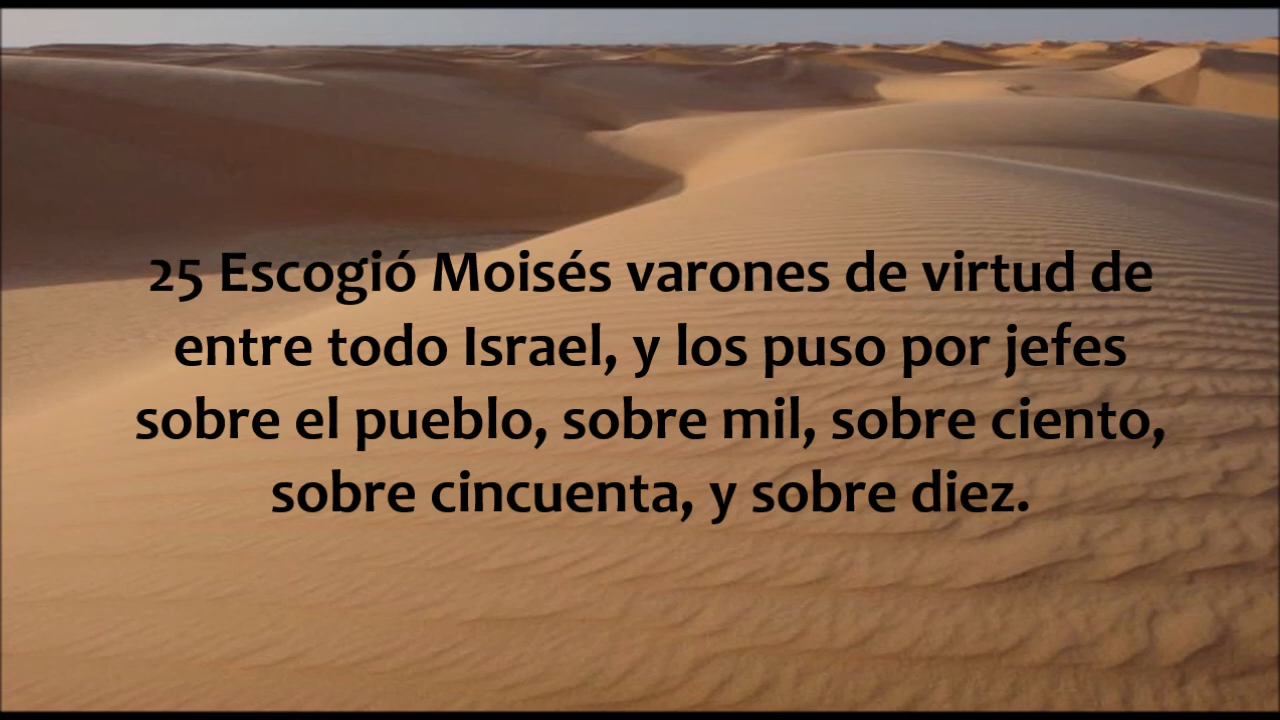 25 Escogió Moisés varones de virtud de
entre todo Israel, y los puso por jefes
sobre el pueblo, sobre mil, sobre ciento,
sobre cincuenta, y sobre diez.